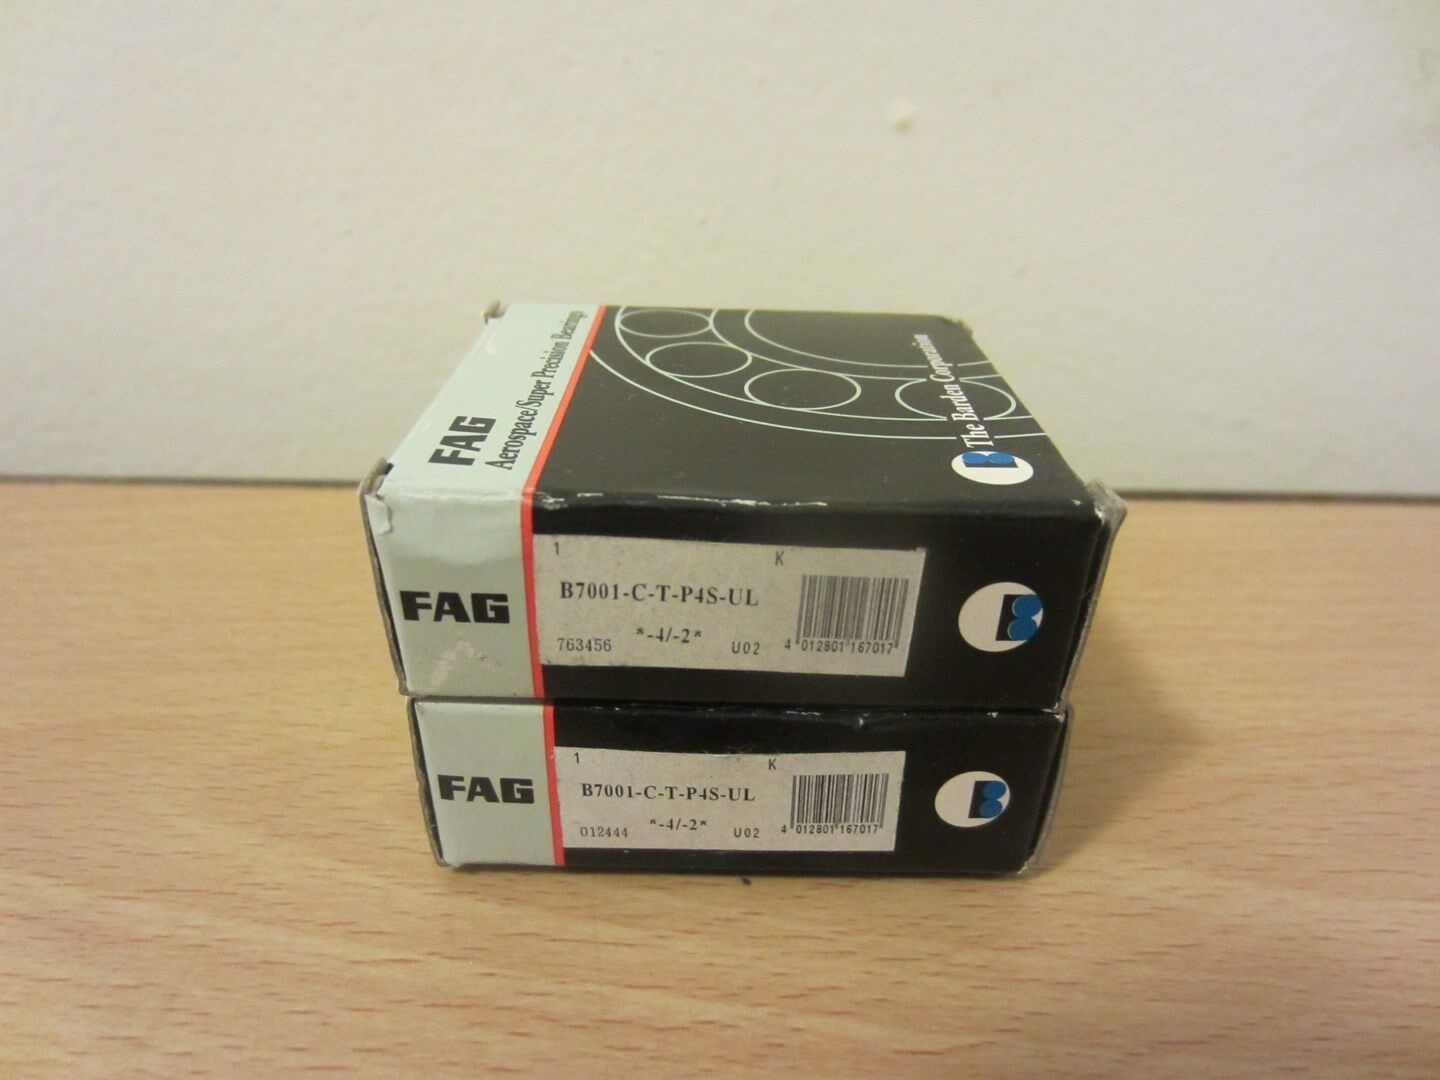 FAG
Aerospace/Super Precision Bearings
The Barden Corporation
FAG
1 K
B7001-C-T-P4S-UL
763456 *-4/-2* U02
4 012801 167017
FAG
1 K
B7001-C-T-P4S-UL
012444 *-4/-2* U02
4 012801 167017